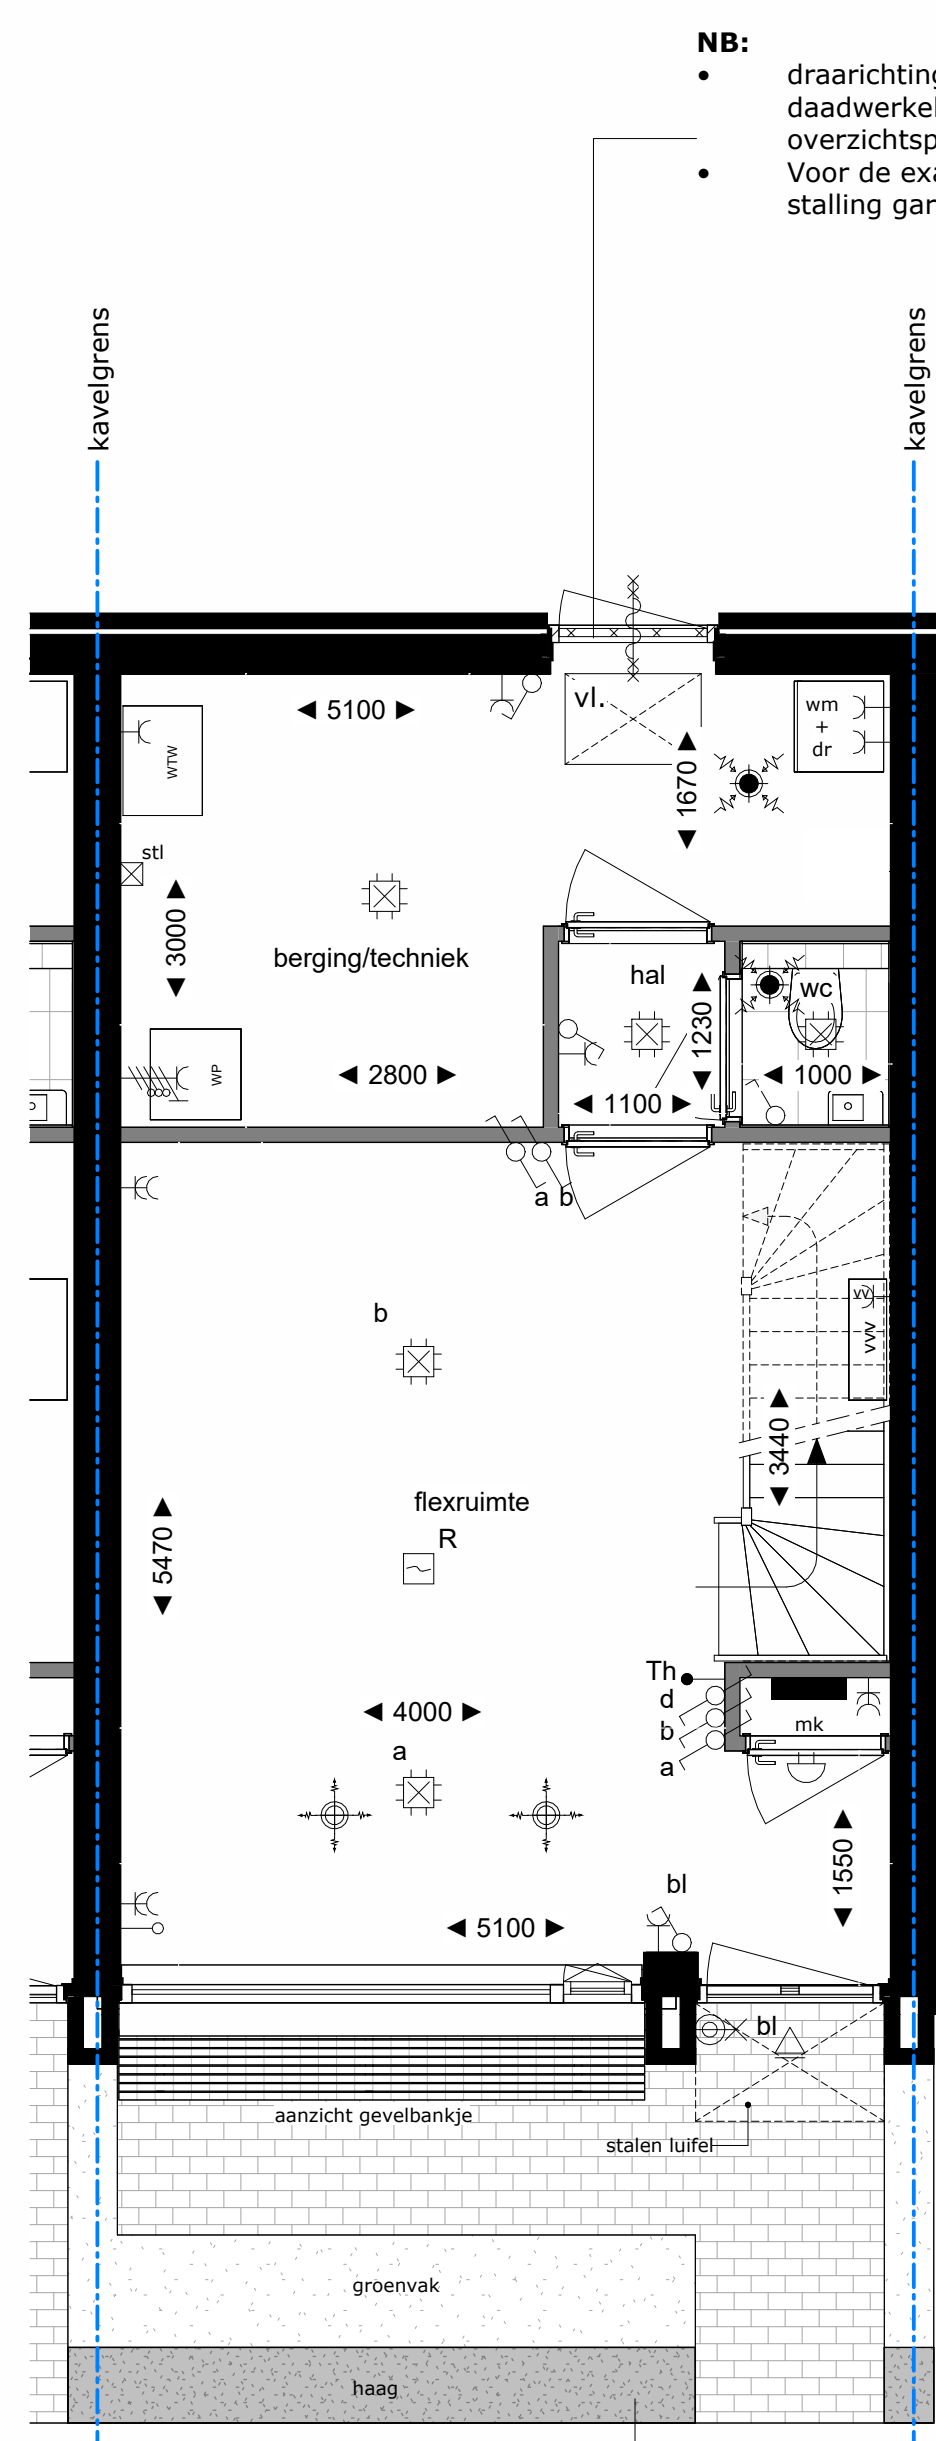 NB:
• draarichting
daadwerkel
overzichtsp
• Voor de exa
stalling gar
kavelgrens
kavelgrens
5100
vl.
wm
+
dr
WTW
1670
stl
3000
berging/techniek
hal
wc
1230
WP
2800
1100
1000
a b
b
vv
vvv
3440
flexruimte
R
5470
Th
d
b
a
mk
4000
a
1550
bl
5100
bl
aanzicht gevelbankje
stalen luifel
groenvak
haag